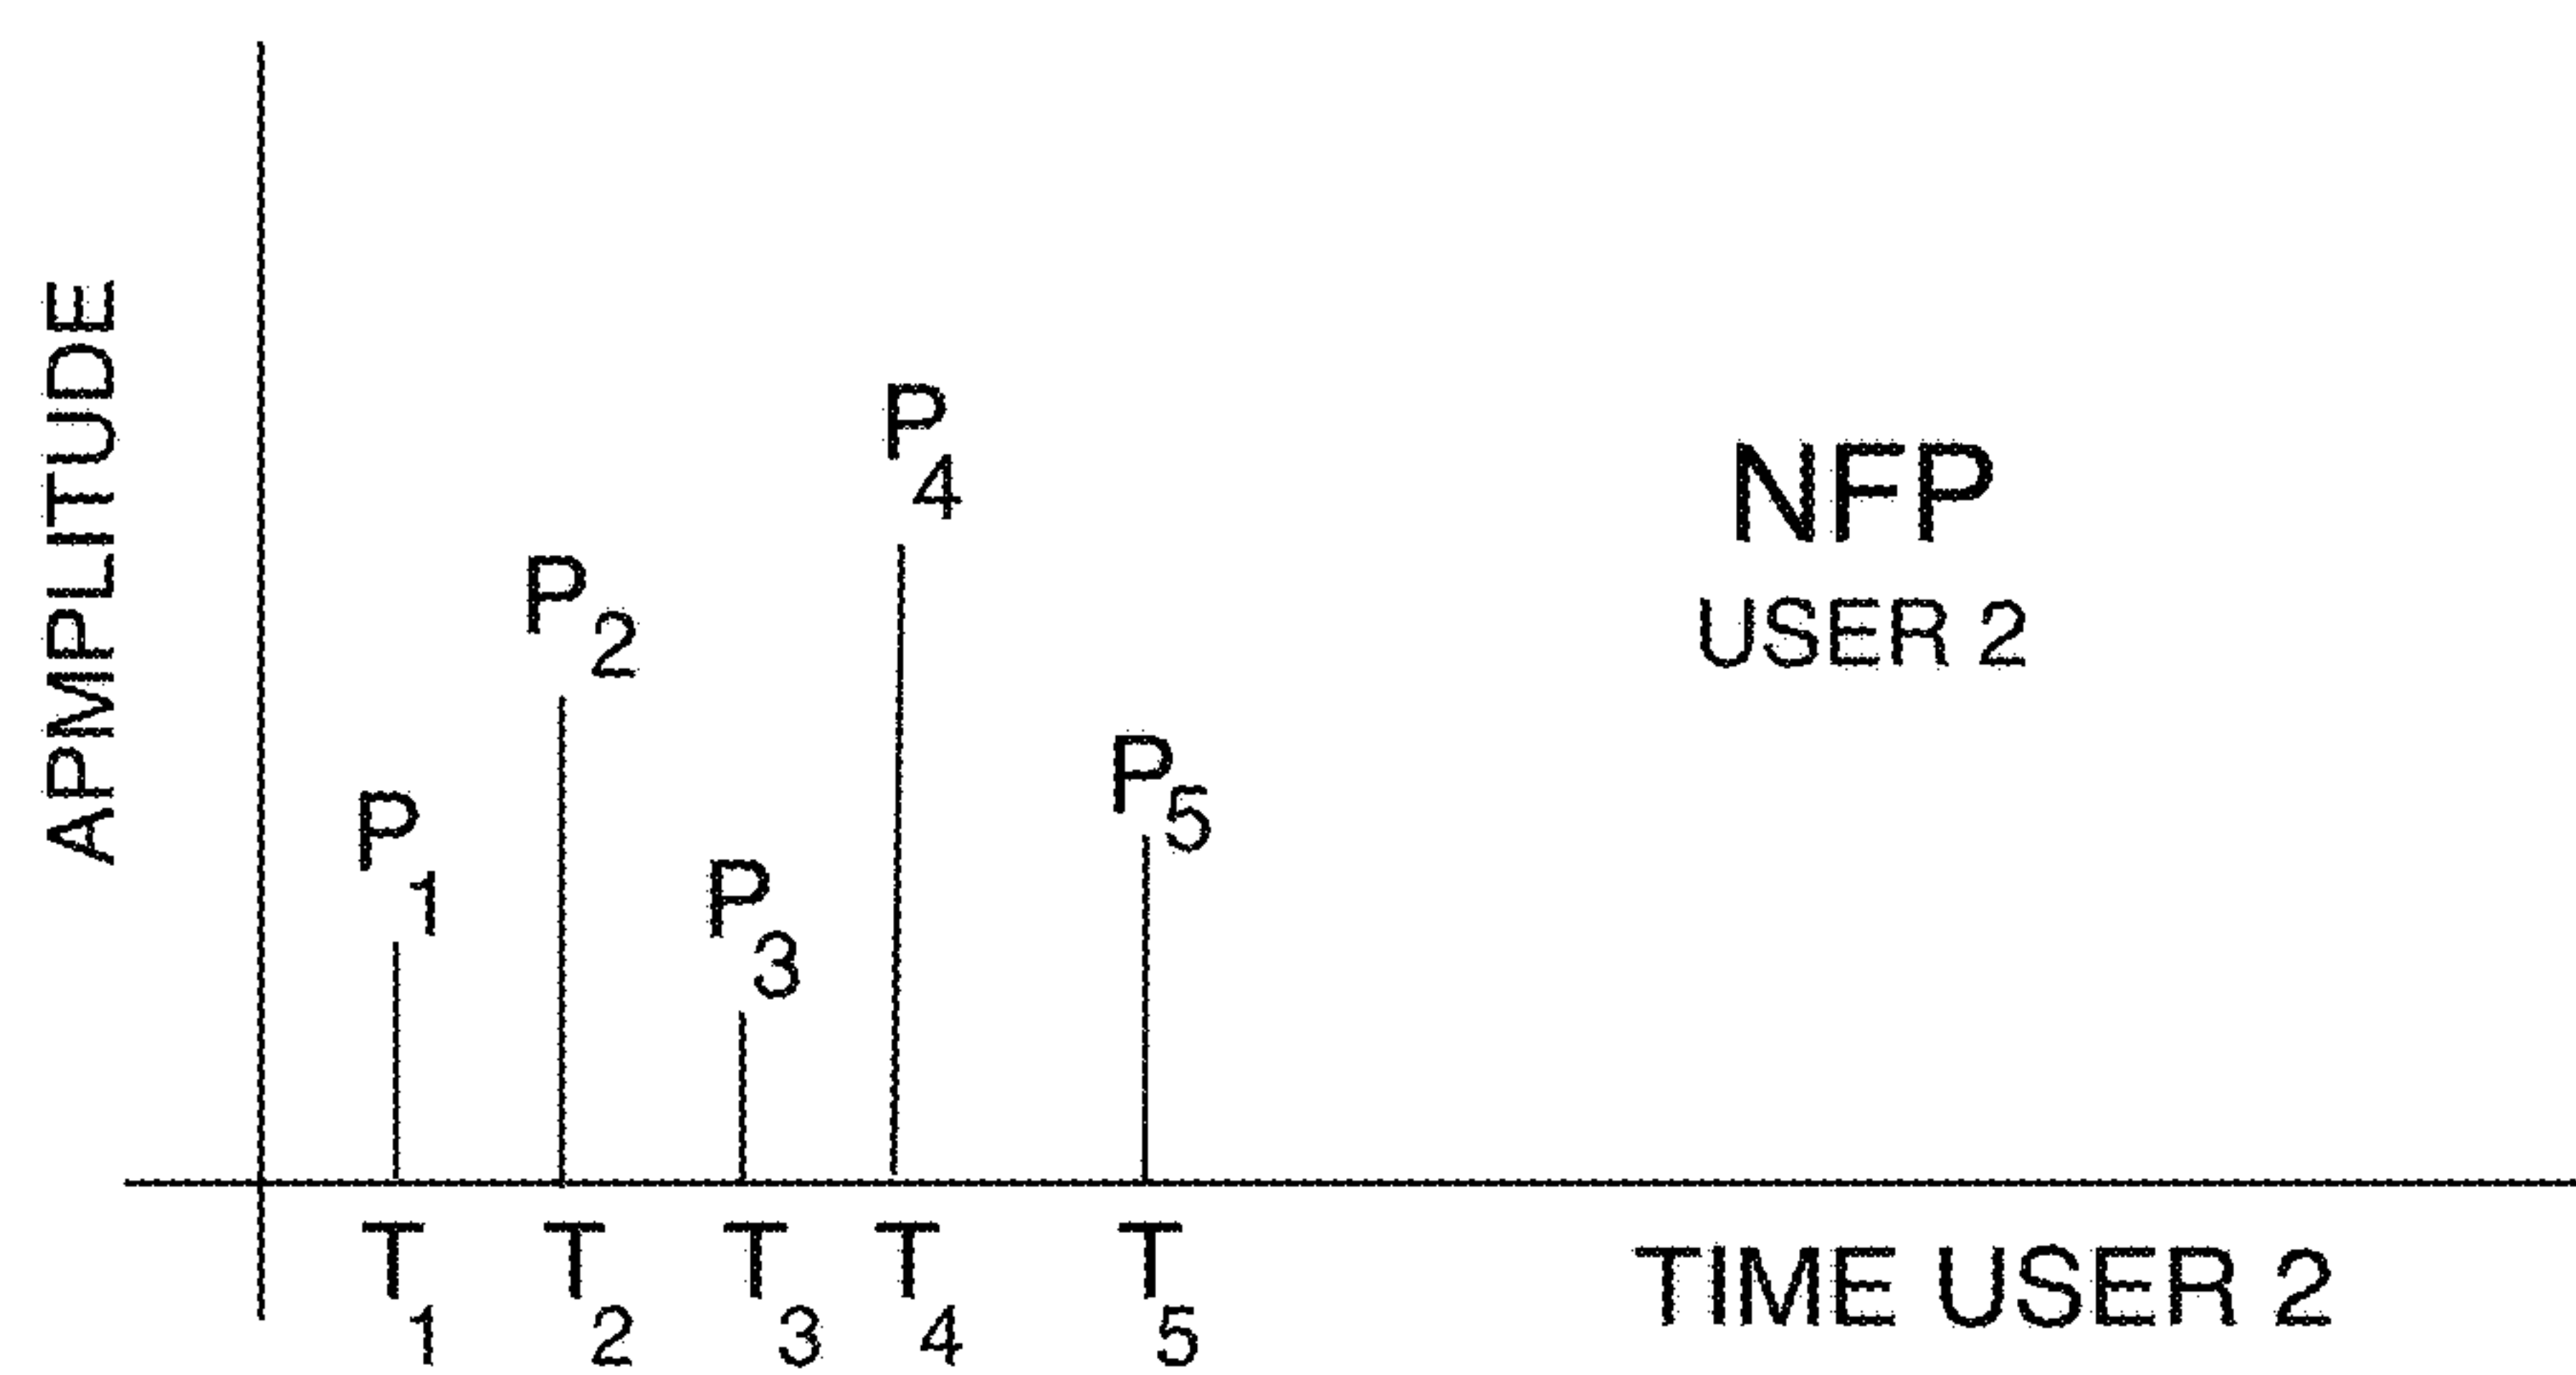 APMPLITUDE
P4
NFP
P2
USER 2
P5
P1
P3
T1 T2 T3 T4 T5
TIME USER 2